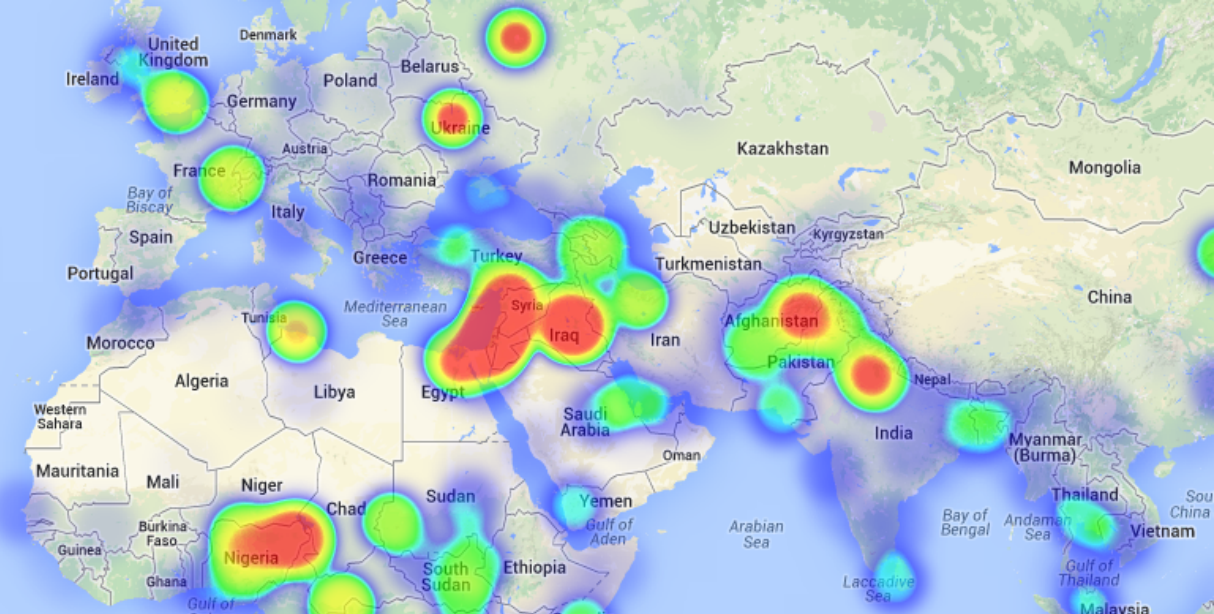 Denmark
United
Kingdom
Ireland
Belarus
Poland
Germany
Ukraine
Kazakhstan
Austria
Mongolia
France
Romania
Bay of
Biscay
Italy
Uzbekistan
Kyrgyzstan
Spain
Greece
Turkey
Turkmenistan
Portugal
China
Mediterranean
Sea
Syria
Tunisia
Afghanistan
Iraq
Iran
Morocco
Pakistan
Algeria
Libya
Egypt
Nepal
Western
Sahara
Saudi
Arabia
India
Myanmar
(Burma)
Oman
Mauritania
Mali
Niger
Sudan
Thailand
Chad
Yemen
Sou
China
Burkina
Faso
Gulf of
Aden
Arabian
Sea
Bay of
Bengal
Andaman
Sea
Vietnam
Guinea
Nigeria
South
Sudan
Ethiopia
Ghana
Laccadive
Sea
Gulf of
Thailand
Gulf of
Malaysia